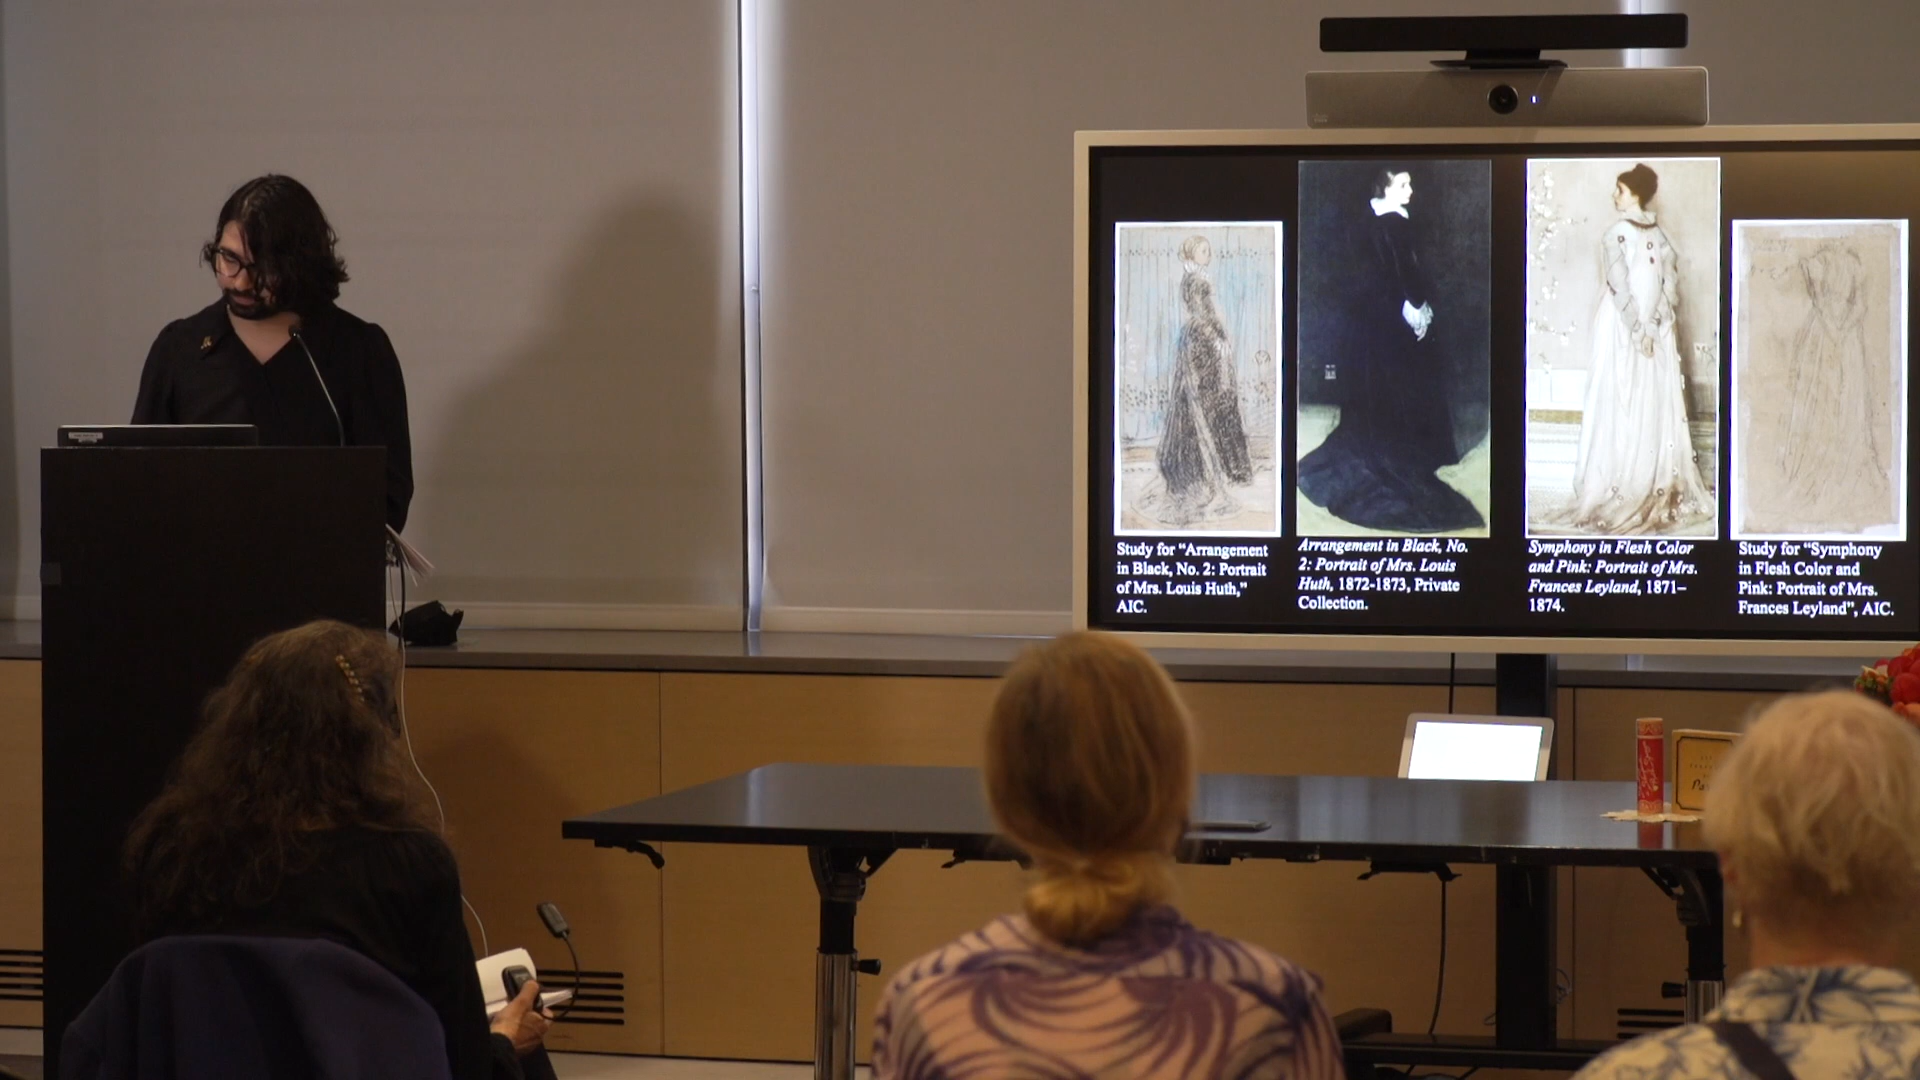 Study for “Arrangement
in Black, No. 2: Portrait
of Mrs. Louis Huth,”
AIC.
Arrangement in Black, No.
2: Portrait of Mrs. Louis
Huth, 1872-1873, Private
Collection.
Symphony in Flesh Color
and Pink: Portrait of Mrs.
Frances Leyland, 1871–
1874.
Study for “Symphony
in Flesh Color and
Pink: Portrait of Mrs.
Frances Leyland”, AIC.